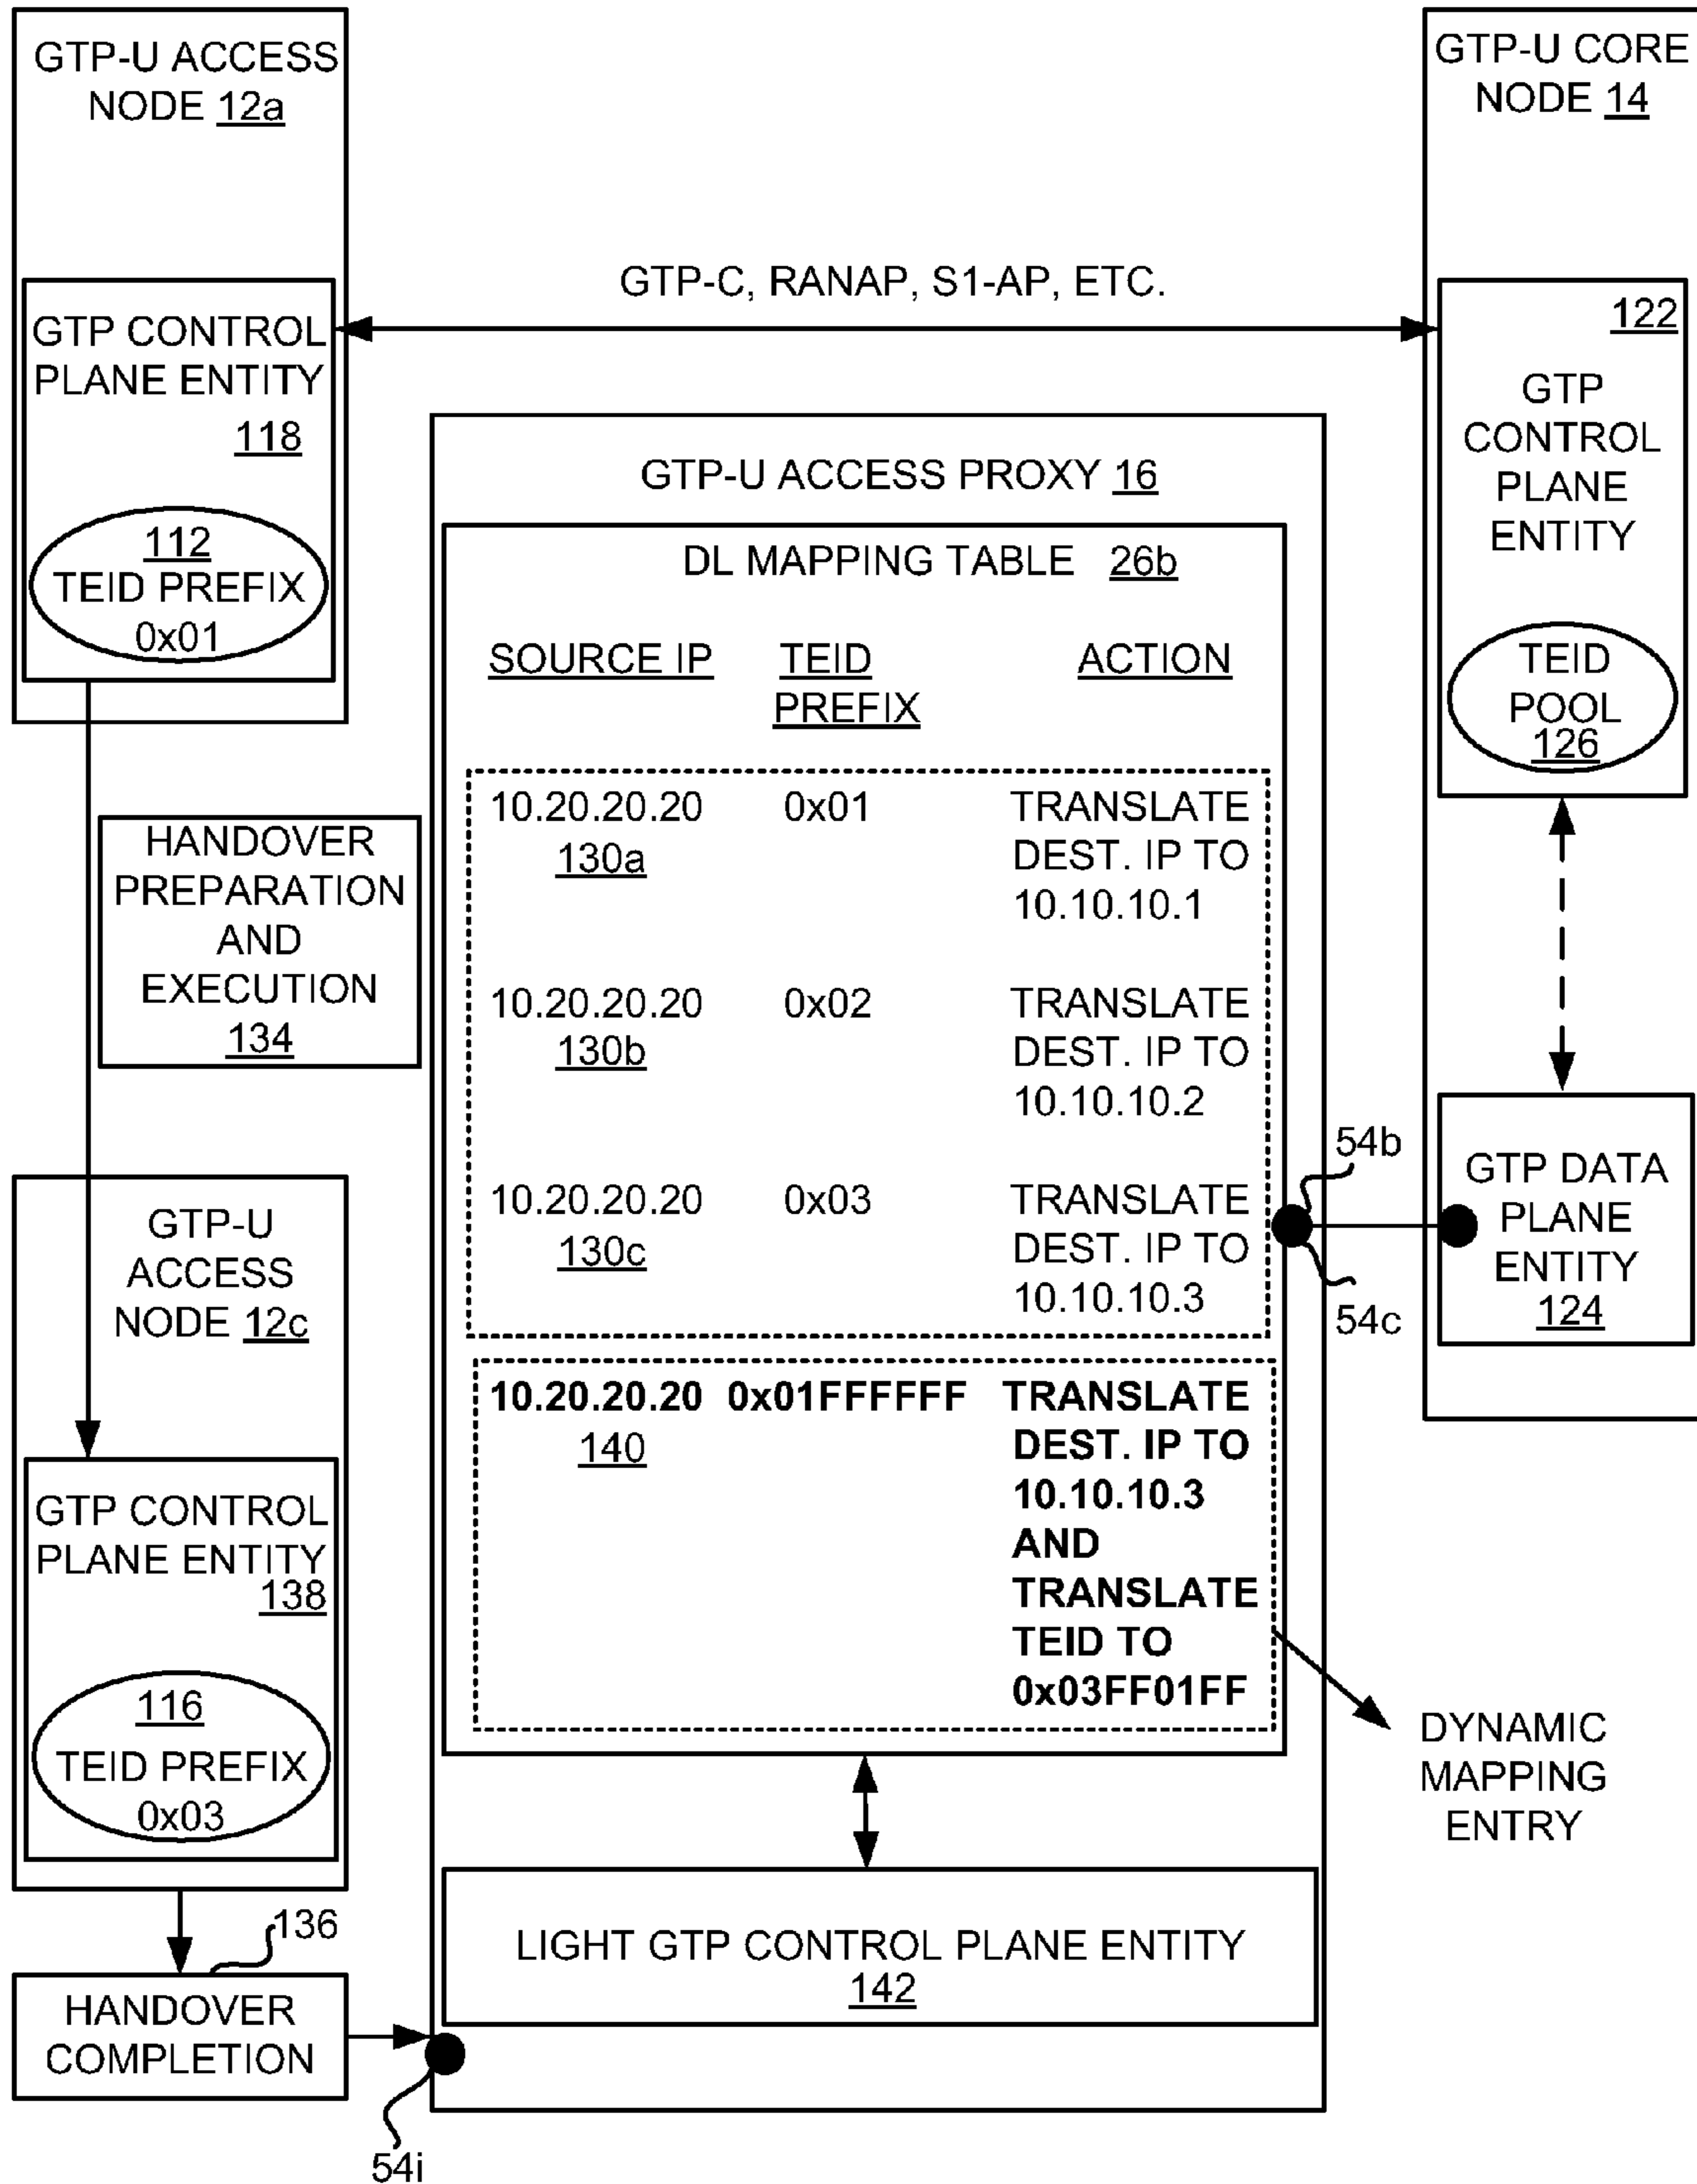 GTP-U ACCESS
NODE 12a
GTP CONTROL
PLANE ENTITY
118
112
TEID PREFIX
0x01
GTP-C, RANAP, S1-AP, ETC.
GTP-U CORE
NODE 14
122
GTP
CONTROL
PLANE
ENTITY
TEID
POOL
126
HANDOVER
PREPARATION
AND
EXECUTION
134
GTP-U ACCESS PROXY 16
DL MAPPING TABLE 26b
SOURCE IP TEID PREFIX ACTION
10.20.20.20 0x01 TRANSLATE
130a DEST. IP TO
10.10.10.1
10.20.20.20 0x02 TRANSLATE
130b DEST. IP TO
10.10.10.2
10.20.20.20 0x03 TRANSLATE
130c DEST. IP TO
10.10.10.3
10.20.20.20 0x01FFFFFF TRANSLATE
140 DEST. IP TO
10.10.10.3
AND
TRANSLATE
TEID TO
0x03FF01FF
54b
54c
GTP DATA
PLANE
ENTITY
124
DYNAMIC
MAPPING
ENTRY
GTP-U
ACCESS
NODE 12c
GTP CONTROL
PLANE ENTITY
138
116
TEID PREFIX
0x03
136
HANDOVER
COMPLETION
54i
LIGHT GTP CONTROL PLANE ENTITY
142